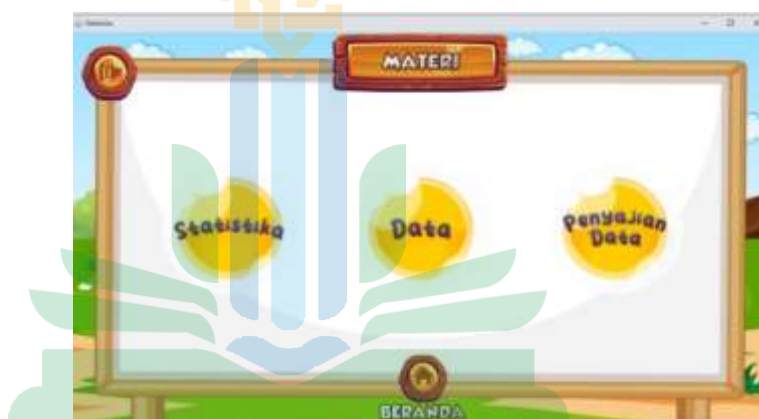 MATERI
Statistika
Data
Penyajian
Data
BERANDA